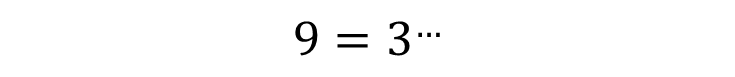 9 = 3^{...}